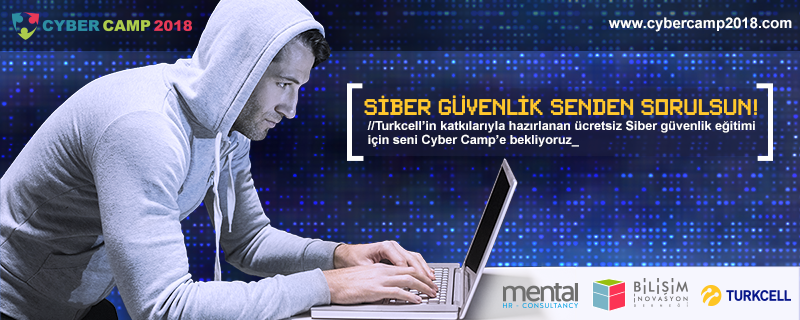 CYBER CAMP 2018
www.cybercamp2018.com
SİBER GÜVENLİK SENDEN SORULSUN!
//Turkcell'in katkılarıyla hazırlanan ücretsiz Siber güvenlik eğitimi
için seni Cyber Camp'e bekliyoruz_
mental
HR - CONSULTANCY
BİLİŞİM
İNOVASYON
DERNEĞİ
TURKCELL